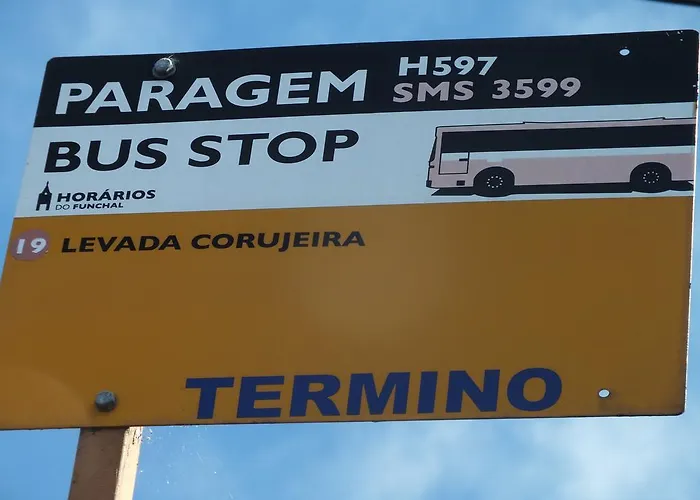 PARAGEM
H597
SMS 3599
BUS STOP
HORÁRIOS
DO FUNCHAL
19 LEVADA CORUJEIRA
TERMINO